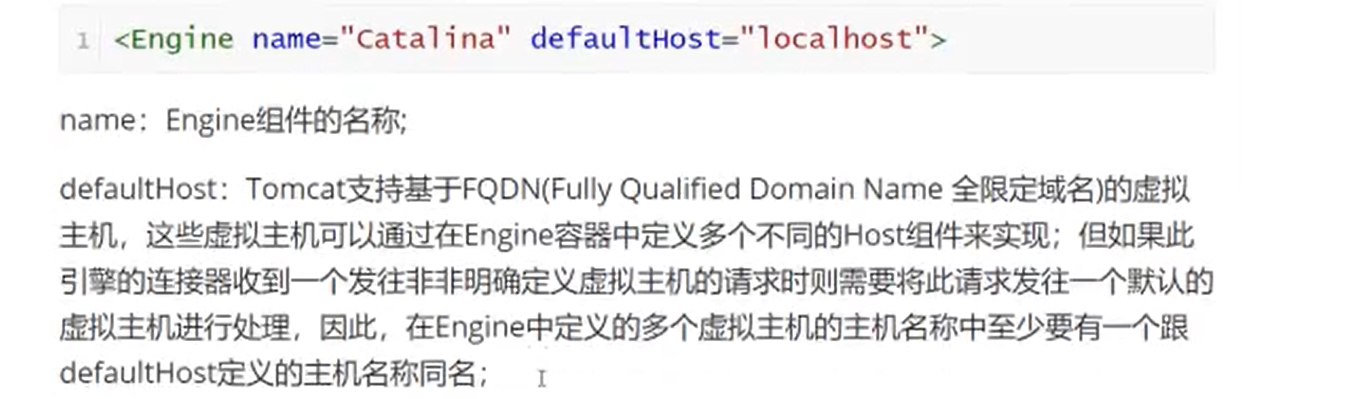 1 <Engine name="Catalina" defaultHost="localhost">
name：Engine组件的名称;
defaultHost：Tomcat支持基于FQDN(Fully Qualified Domain Name 全限定域名)的虚拟
主机，这些虚拟主机可以通过在Engine容器中定义多个不同的Host组件来实现；但如果此
引擎的连接器收到一个发往非非明确定义虚拟主机的请求时则需要将此请求发往一个默认的
虚拟主机进行处理，因此，在Engine中定义的多个虚拟主机的主机名称中至少要有一个跟
defaultHost定义的主机名称同名；